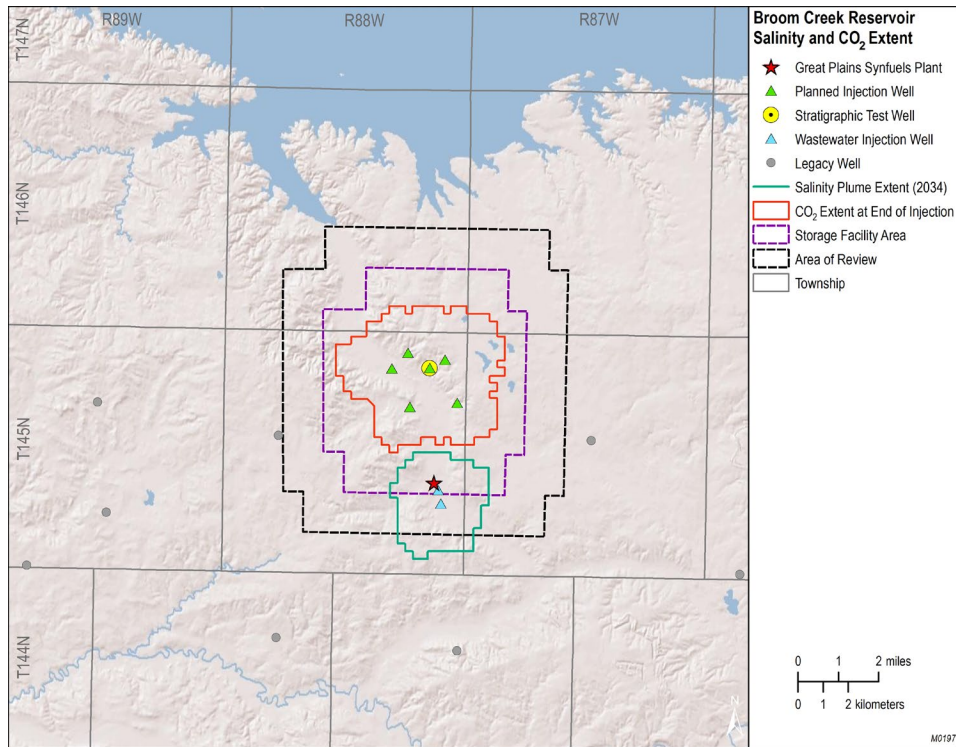 R89W
R88W
R87W
T147N
T146N
T145N
T144N
Broom Creek Reservoir
Salinity and CO2 Extent
Great Plains Synfuels Plant
Planned Injection Well
Stratigraphic Test Well
Wastewater Injection Well
Legacy Well
Salinity Plume Extent (2034)
CO2 Extent at End of Injection
Storage Facility Area
Area of Review
Township
0 1 2 miles
0 1 2 kilometers
M0197